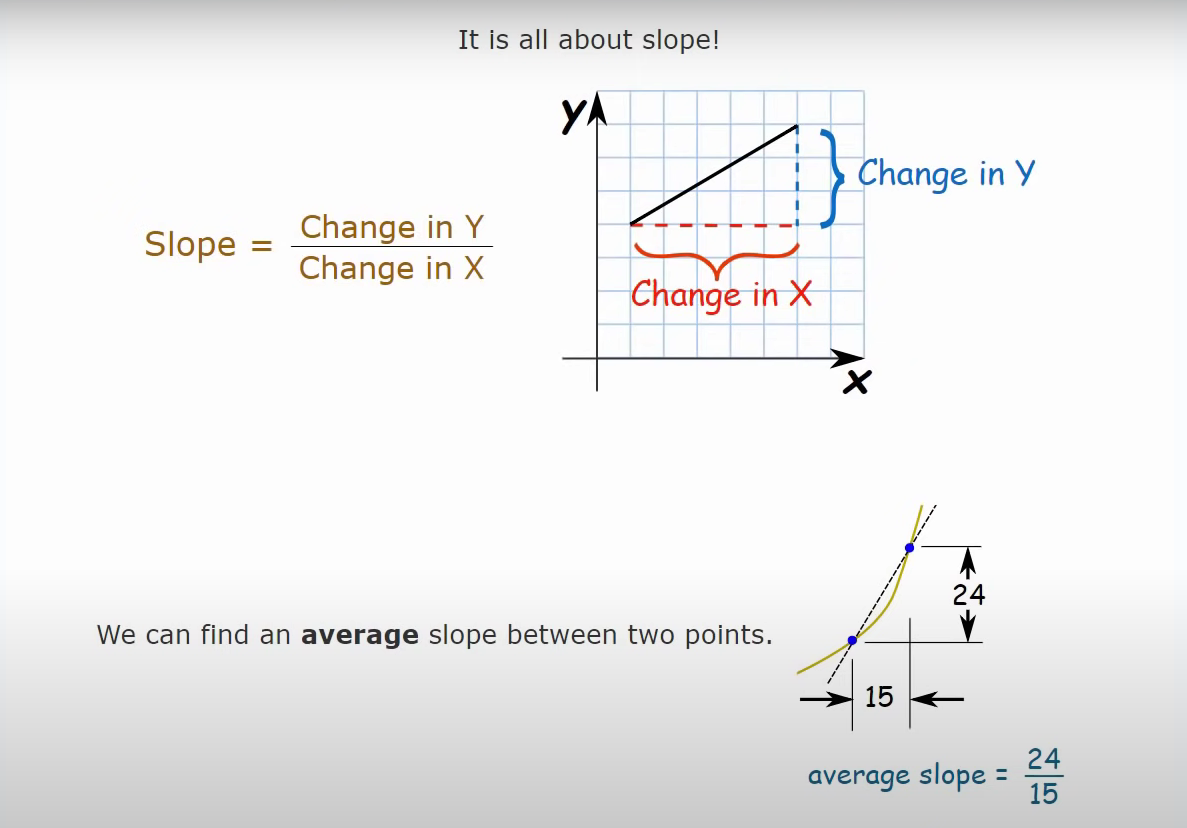 It is all about slope!
y
Change in Y
Slope = Change in Y
Change in X
Change in X
x
24
We can find an average slope between two points.
15
average slope = 24
15